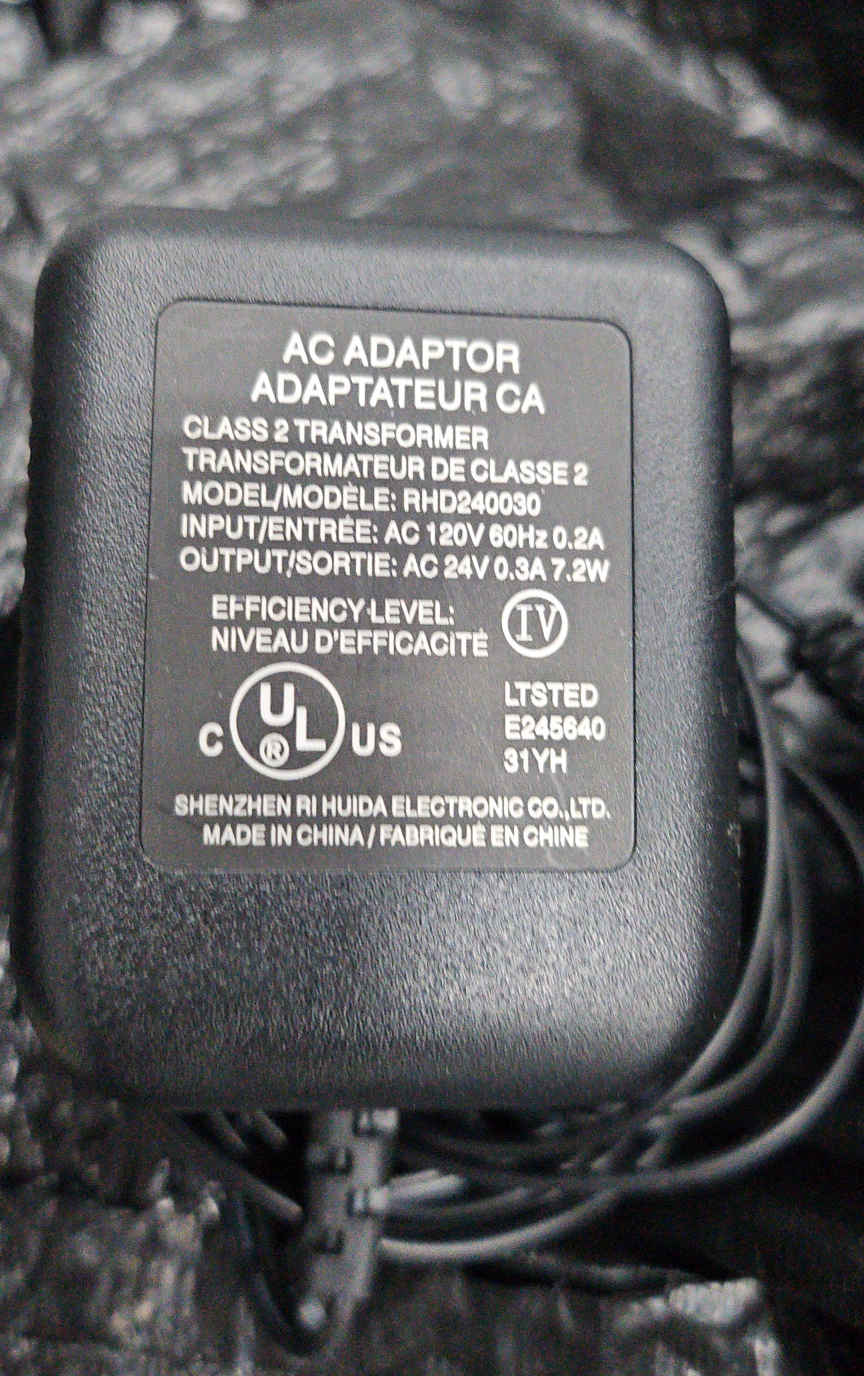 AC ADAPTOR
ADAPTATEUR CA
CLASS 2 TRANSFORMER
TRANSFORMATEUR DE CLASSE 2
MODEL/MODÈLE: RHD240030
INPUT/ENTRÉE: AC 120V 60Hz 0.2A
OUTPUT/SORTIE: AC 24V 0.3A 7.2W
EFFICIENCY LEVEL: IV
NIVEAU D'EFFICACITÉ
C UL ® US
LTSTED
E245640
31YH
SHENZHEN RI HUIDA ELECTRONIC CO.,LTD.
MADE IN CHINA / FABRIQUÉ EN CHINE